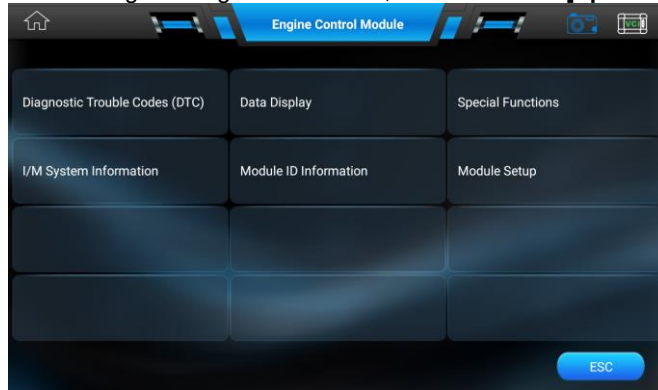 Engine Control Module
VCI
Diagnostic Trouble Codes (DTC)
Data Display
Special Functions
I/M System Information
Module ID Information
Module Setup
ESC